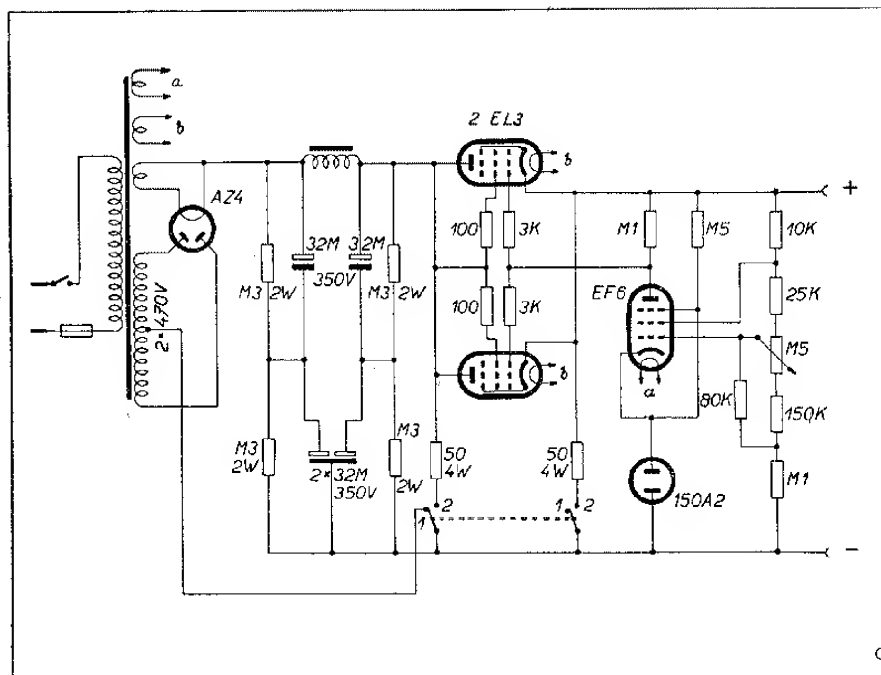 a
b
2 EL3
AZ4
b
+
100
3K
M1
M5
10K
32M
32M
350V
M3 2W
M3 2W
EF6
25K
2×470V
100
3K
M5
b
a
80K
150K
M3
2W
M3
2W
2×32M
350V
50
4W
50
4W
150A2
M1
1 2
1 2
-